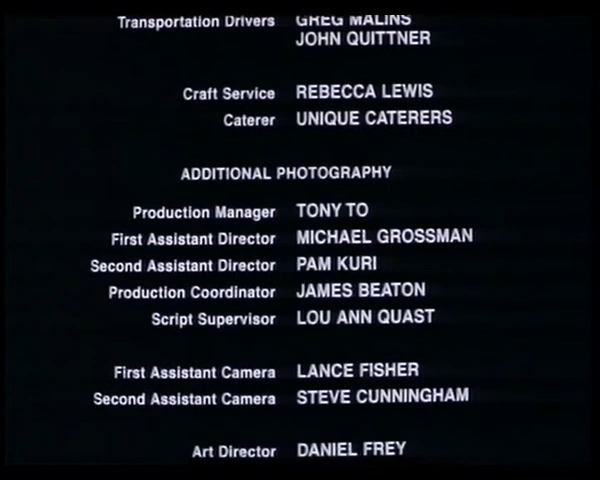 Transportation Drivers GREG MALINS
JOHN QUITTNER
Craft Service REBECCA LEWIS
Caterer UNIQUE CATERERS
ADDITIONAL PHOTOGRAPHY
Production Manager TONY TO
First Assistant Director MICHAEL GROSSMAN
Second Assistant Director PAM KURI
Production Coordinator JAMES BEATON
Script Supervisor LOU ANN QUAST
First Assistant Camera LANCE FISHER
Second Assistant Camera STEVE CUNNINGHAM
Art Director DANIEL FREY